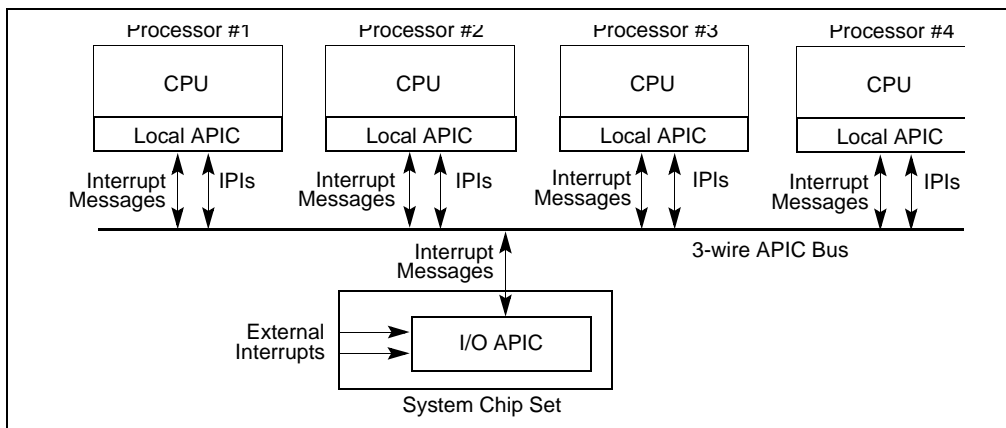 Processor #1
Processor #2
Processor #3
Processor #4
CPU
CPU
CPU
CPU
Local APIC
Local APIC
Local APIC
Local APIC
Interrupt
Messages
IPIs
Interrupt
Messages
IPIs
Interrupt
Messages
IPIs
Interrupt
Messages
IPIs
Interrupt
Messages
3-wire APIC Bus
External
Interrupts
I/O APIC
System Chip Set